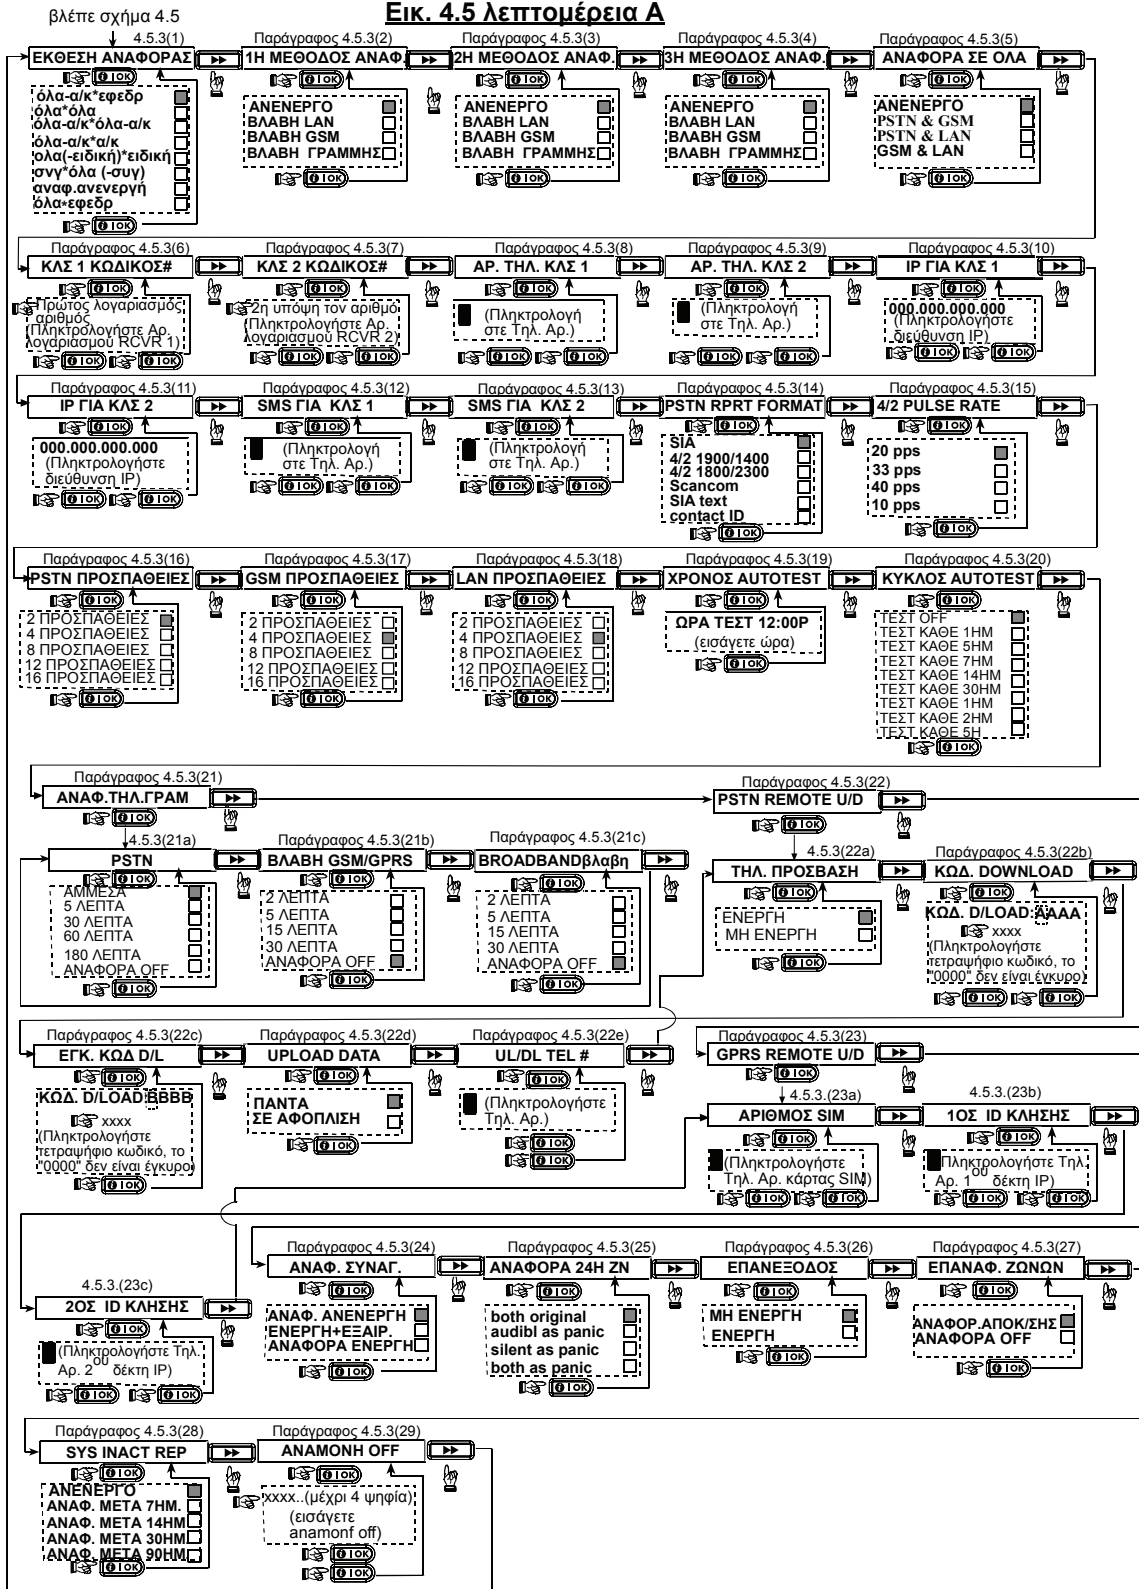 Εικ. 4.5 λεπτομέρεια Α
βλέπε σχήμα 4.5
4.5.3(1)
ΕΚΘΕΣΗ ΑΝΑΦΟΡΑΣ
όλα-α/κ*εφεδρ
όλα*όλα
όλα-α/κ*όλα-α/κ
όλα-α/κ*α/κ
ολα(-ειδική)*ειδική
σνγ*όλα (-συγ)
αναφ.ανενεργή
όλα*εφεδρ
Παράγραφος 4.5.3(2)
1Η ΜΕΘΟΔΟΣ ΑΝΑΦ.
ΑΝΕΝΕΡΓΟ
ΒΛΑΒΗ LAN
ΒΛΑΒΗ GSM
ΒΛΑΒΗ ΓΡΑΜΜΗΣ
Παράγραφος 4.5.3(3)
2Η ΜΕΘΟΔΟΣ ΑΝΑΦ.
ΑΝΕΝΕΡΓΟ
ΒΛΑΒΗ LAN
ΒΛΑΒΗ GSM
ΒΛΑΒΗ ΓΡΑΜΜΗΣ
Παράγραφος 4.5.3(4)
3Η ΜΕΘΟΔΟΣ ΑΝΑΦ.
ΑΝΕΝΕΡΓΟ
ΒΛΑΒΗ LAN
ΒΛΑΒΗ GSM
ΒΛΑΒΗ ΓΡΑΜΜΗΣ
Παράγραφος 4.5.3(5)
ΑΝΑΦΟΡΑ ΣΕ ΟΛΑ
ΑΝΕΝΕΡΓΟ
PSTN & GSM
PSTN & LAN
GSM & LAN
Παράγραφος 4.5.3(6)
ΚΛΣ 1 ΚΩΔΙΚΟΣ#
Πρώτος λογαριασμός
αριθμός
(Πληκτρολογήστε Αρ.
λογαριασμού RCVR 1)
Παράγραφος 4.5.3(7)
ΚΛΣ 2 ΚΩΔΙΚΟΣ#
2η υπόψη τον αριθμό
(Πληκτρολογήστε Αρ.
λογαριασμού RCVR 2)
Παράγραφος 4.5.3(8)
ΑΡ. ΤΗΛ. ΚΛΣ 1
(Πληκτρολογή
στε Τηλ. Αρ.)
Παράγραφος 4.5.3(9)
ΑΡ. ΤΗΛ. ΚΛΣ 2
(Πληκτρολογή
στε Τηλ. Αρ.)
Παράγραφος 4.5.3(10)
IP ΓΙΑ ΚΛΣ 1
000.000.000.000
(Πληκτρολογήστε
διεύθυνση IP)
Παράγραφος 4.5.3(11)
IP ΓΙΑ ΚΛΣ 2
000.000.000.000
(Πληκτρολογήστε
διεύθυνση IP)
Παράγραφος 4.5.3(12)
SMS ΓΙΑ ΚΛΣ 1
(Πληκτρολογή
στε Τηλ. Αρ.)
Παράγραφος 4.5.3(13)
SMS ΓΙΑ ΚΛΣ 2
(Πληκτρολογή
στε Τηλ. Αρ.)
Παράγραφος 4.5.3(14)
PSTN RPRT FORMAT
SIA
4/2 1900/1400
4/2 1800/2300
Scancom
SIA text
contact ID
Παράγραφος 4.5.3(15)
4/2 PULSE RATE
20 pps
33 pps
40 pps
10 pps
Παράγραφος 4.5.3(16)
PSTN ΠΡΟΣΠΑΘΕΙΕΣ
2 ΠΡΟΣΠΑΘΕΙΕΣ
4 ΠΡΟΣΠΑΘΕΙΕΣ
8 ΠΡΟΣΠΑΘΕΙΕΣ
12 ΠΡΟΣΠΑΘΕΙΕΣ
16 ΠΡΟΣΠΑΘΕΙΕΣ
Παράγραφος 4.5.3(17)
GSM ΠΡΟΣΠΑΘΕΙΕΣ
2 ΠΡΟΣΠΑΘΕΙΕΣ
4 ΠΡΟΣΠΑΘΕΙΕΣ
8 ΠΡΟΣΠΑΘΕΙΕΣ
12 ΠΡΟΣΠΑΘΕΙΕΣ
16 ΠΡΟΣΠΑΘΕΙΕΣ
Παράγραφος 4.5.3(18)
LAN ΠΡΟΣΠΑΘΕΙΕΣ
2 ΠΡΟΣΠΑΘΕΙΕΣ
4 ΠΡΟΣΠΑΘΕΙΕΣ
8 ΠΡΟΣΠΑΘΕΙΕΣ
12 ΠΡΟΣΠΑΘΕΙΕΣ
16 ΠΡΟΣΠΑΘΕΙΕΣ
Παράγραφος 4.5.3(19)
ΧΡΟΝΟΣ AUTOTEST
ΩΡΑ ΤΕΣΤ 12:00P
(εισάγετε ώρα)
Παράγραφος 4.5.3(20)
ΚΥΚΛΟΣ AUTOTEST
ΤΕΣΤ OFF
ΤΕΣΤ ΚΑΘΕ 1ΗΜ
ΤΕΣΤ ΚΑΘΕ 5ΗΜ
ΤΕΣΤ ΚΑΘΕ 7ΗΜ
ΤΕΣΤ ΚΑΘΕ 14ΗΜ
ΤΕΣΤ ΚΑΘΕ 30ΗΜ
ΤΕΣΤ ΚΑΘΕ 1ΗΜ
ΤΕΣΤ ΚΑΘΕ 2ΗΜ
ΤΕΣΤ ΚΑΘΕ 5Η
Παράγραφος 4.5.3(21)
ΑΝΑΦ.ΤΗΛ.ΓΡΑΜ
Παράγραφος 4.5.3(22)
PSTN REMOTE U/D
4.5.3(21a)
PSTN
ΑΜΜΕΣΑ
5 ΛΕΠΤΑ
30 ΛΕΠΤΑ
60 ΛΕΠΤΑ
180 ΛΕΠΤΑ
ΑΝΑΦΟΡΑ OFF
Παράγραφος 4.5.3(21b)
ΒΛΑΒΗ GSM/GPRS
2 ΛΕΠΤΑ
5 ΛΕΠΤΑ
15 ΛΕΠΤΑ
30 ΛΕΠΤΑ
ΑΝΑΦΟΡΑ OFF
Παράγραφος 4.5.3(21c)
BROADBANDβλαβη
2 ΛΕΠΤΑ
5 ΛΕΠΤΑ
15 ΛΕΠΤΑ
30 ΛΕΠΤΑ
ΑΝΑΦΟΡΑ OFF
4.5.3(22a)
ΤΗΛ. ΠΡΟΣΒΑΣΗ
ΕΝΕΡΓΗ
ΜΗ ΕΝΕΡΓΗ
Παράγραφος 4.5.3(22b)
ΚΩΔ. DOWNLOAD
ΚΩΔ. D/LOAD:AAAA
xxxx
(Πληκτρολογήστε
τετραψήφιο κωδικό, το
"0000" δεν είναι έγκυρο)
Παράγραφος 4.5.3(22c)
ΕΓΚ. ΚΩΔ D/L
ΚΩΔ. D/LOAD:BBBB
xxxx
(Πληκτρολογήστε
τετραψήφιο κωδικό, το
"0000" δεν είναι έγκυρο)
Παράγραφος 4.5.3(22d)
UPLOAD DATA
ΠΑΝΤΑ
ΣΕ ΑΦΟΠΛΙΣΗ
Παράγραφος 4.5.3(22e)
UL/DL TEL #
(Πληκτρολογήστε
Τηλ. Αρ.)
Παράγραφος 4.5.3(23)
GPRS REMOTE U/D
4.5.3.(23a)
ΑΡΙΘΜΟΣ SIM
(Πληκτρολογήστε
Τηλ. Αρ. κάρτας SIM)
4.5.3.(23b)
1ΟΣ ID ΚΛΗΣΗΣ
Πληκτρολογήστε Τηλ.
Αρ. 1ου δέκτη IP)
4.5.3.(23c)
2ΟΣ ID ΚΛΗΣΗΣ
(Πληκτρολογήστε Τηλ.
Αρ. 2ου δέκτη IP)
Παράγραφος 4.5.3(24)
ΑΝΑΦ. ΣΥΝΑΓ.
ΑΝΑΦ. ΑΝΕΝΕΡΓΗ
ΕΝΕΡΓΗ+ΕΞΑΙΡ.
ΑΝΑΦΟΡΑ ΕΝΕΡΓΗ
Παράγραφος 4.5.3(25)
ΑΝΑΦΟΡΑ 24Η ΖΝ
both original
audibl as panic
silent as panic
both as panic
Παράγραφος 4.5.3(26)
ΕΠΑΝΕΞΟΔΟΣ
ΜΗ ΕΝΕΡΓΗ
ΕΝΕΡΓΗ
Παράγραφος 4.5.3(27)
ΕΠΑΝΑΦ. ΖΩΝΩΝ
ΑΝΑΦΟΡ.ΑΠΟΚ/ΣΗΣ
ΑΝΑΦΟΡΑ OFF
Παράγραφος 4.5.3(28)
SYS INACT REP
ΑΝΕΝΕΡΓΟ
ΑΝΑΦ. ΜΕΤΑ 7ΗΜ.
ΑΝΑΦ. ΜΕΤΑ 14ΗΜ
ΑΝΑΦ. ΜΕΤΑ 30ΗΜ
ΑΝΑΦ. ΜΕΤΑ 90ΗΜ
Παράγραφος 4.5.3(29)
ΑΝΑΜΟΝΗ OFF
xxxx..(μέχρι 4 ψηφία)
(εισάγετε
anamonf off)